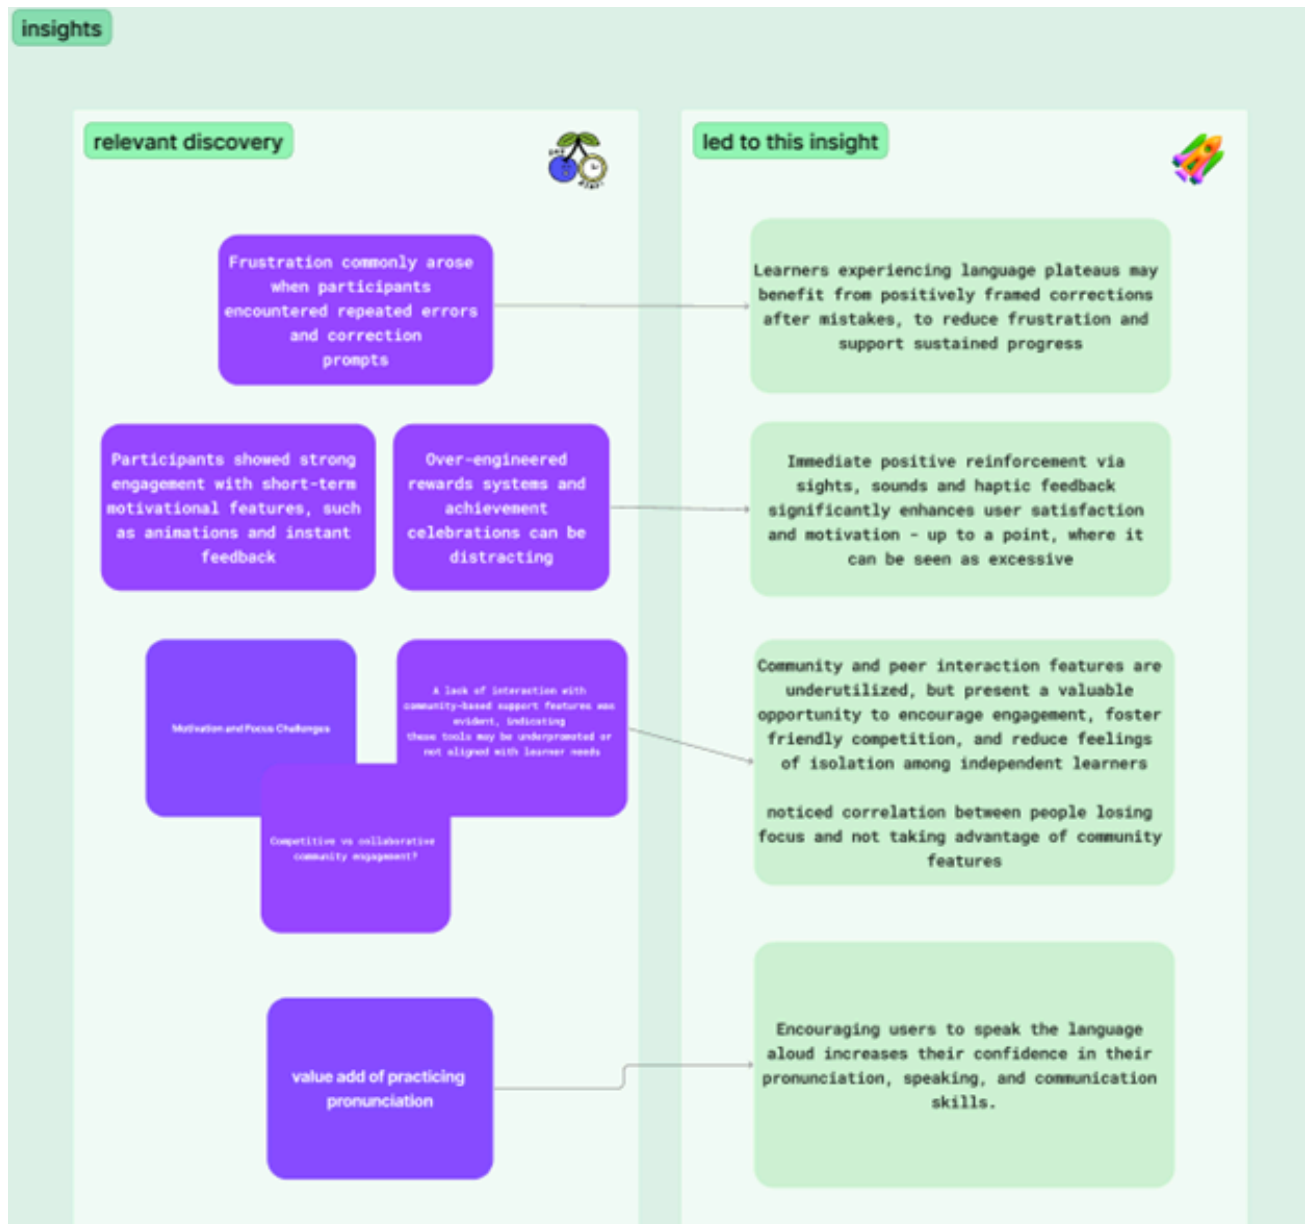 insights
relevant discovery
led to this insight
Frustration commonly arose
when participants
encountered repeated errors
and correction
prompts
Learners experiencing language plateaus may
benefit from positively framed corrections
after mistakes, to reduce frustration and
support sustained progress
Participants showed strong
engagement with short-term
motivational features, such
as animations and instant
feedback
Over-engineered
rewards systems and
achievement
celebrations can be
distracting
Immediate positive reinforcement via
sights, sounds and haptic feedback
significantly enhances user satisfaction
and motivation - up to a point, where it
can be seen as excessive
Motivation and Focus Challenges
A lack of interaction with
community-based support features was
evident, indicating
these tools may be underpromoted or
not aligned with learner needs
Competitive vs collaborative
community engagement?
Community and peer interaction features are
underutilized, but present a valuable
opportunity to encourage engagement, foster
friendly competition, and reduce feelings
of isolation among independent learners
noticed correlation between people losing
focus and not taking advantage of community
features
value add of practicing
pronunciation
Encouraging users to speak the language
aloud increases their confidence in their
pronunciation, speaking, and communication
skills.